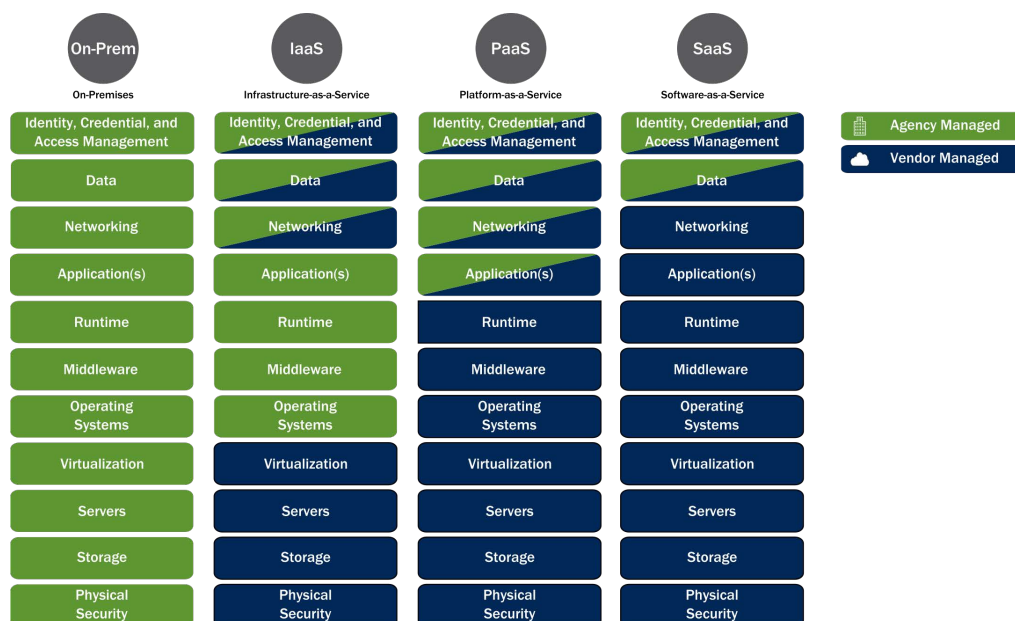 On-Prem
IaaS
PaaS
SaaS
On-Premises
Infrastructure-as-a-Service
Platform-as-a-Service
Software-as-a-Service
Identity, Credential, and
Access Management
Identity, Credential, and
Access Management
Identity, Credential, and
Access Management
Identity, Credential, and
Access Management
Agency Managed
Vendor Managed
Data
Data
Data
Data
Networking
Networking
Networking
Networking
Application(s)
Application(s)
Application(s)
Application(s)
Runtime
Runtime
Runtime
Runtime
Middleware
Middleware
Middleware
Middleware
Operating
Systems
Operating
Systems
Operating
Systems
Operating
Systems
Virtualization
Virtualization
Virtualization
Virtualization
Servers
Servers
Servers
Servers
Storage
Storage
Storage
Storage
Physical
Security
Physical
Security
Physical
Security
Physical
Security